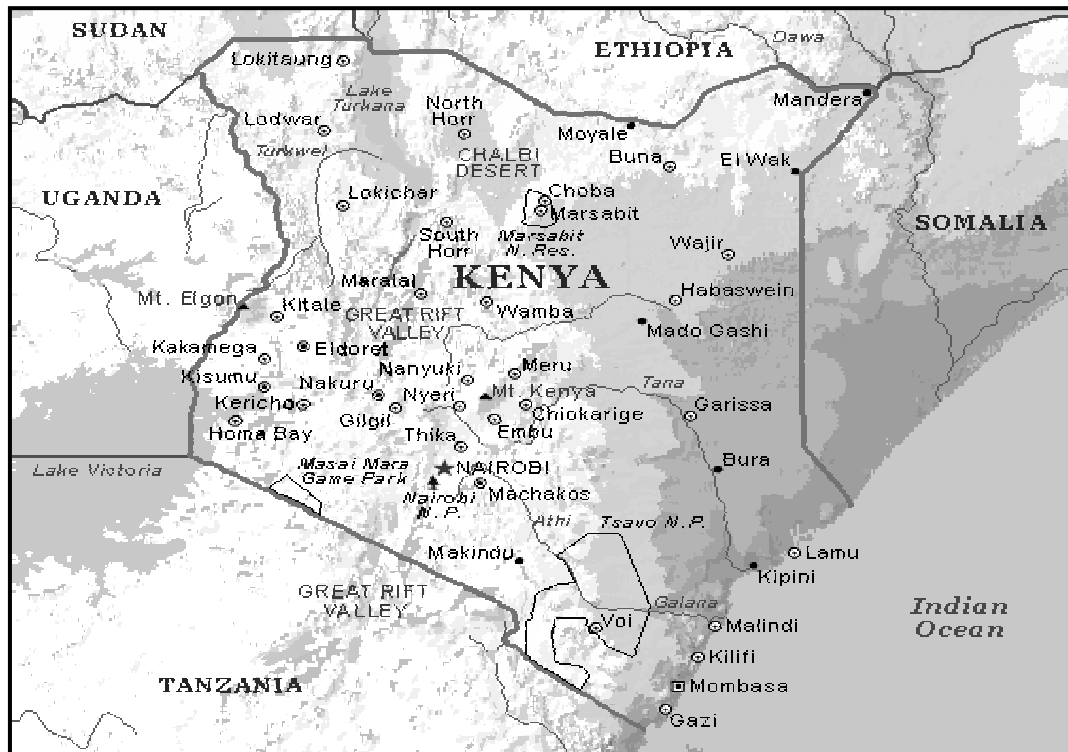 SUDAN
ETHIOPIA
Dawa
Lokitaung
Lake
Turkana
North
Horr
Mandera
Lodwar
Moyale
Turkwel
CHALBI
DESERT
Buna
El Wak
UGANDA
Lokichar
Choba
Marsabit
SOMALIA
South
Horr
Marsabit
N. Res.
Wajir
Maralal
KENYA
Mt. Elgon
Kitale
Habaswein
GREAT RIFT
VALLEY
Wamba
Mado Gashi
Kakamega
Eldoret
Nanyuki
Meru
Kisumu
Nakuru
Nyeri
Mt. Kenya
Tana
Kericho
Gilgil
Chiokarige
Garissa
Homa Bay
Embu
Thika
Lake Victoria
Masai Mara
Game Park
NAIROBI
Bura
Nairobi
N.P.
Machakos
Athi
Tsavo N.P.
Makindu
Lamu
Kipini
GREAT RIFT
VALLEY
Galana
Indian
Ocean
Voi
Malindi
Kilifi
TANZANIA
Mombasa
Gazi